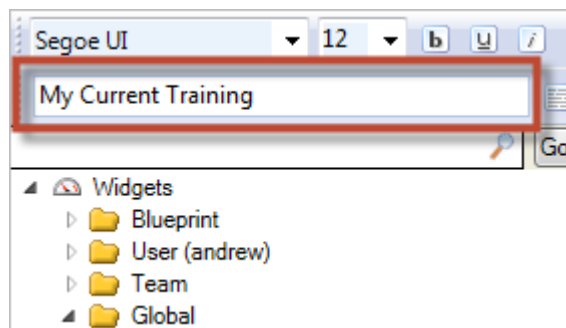 Segoe UI 12 b u i
My Current Training
Go
Widgets
Blueprint
User (andrew)
Team
Global